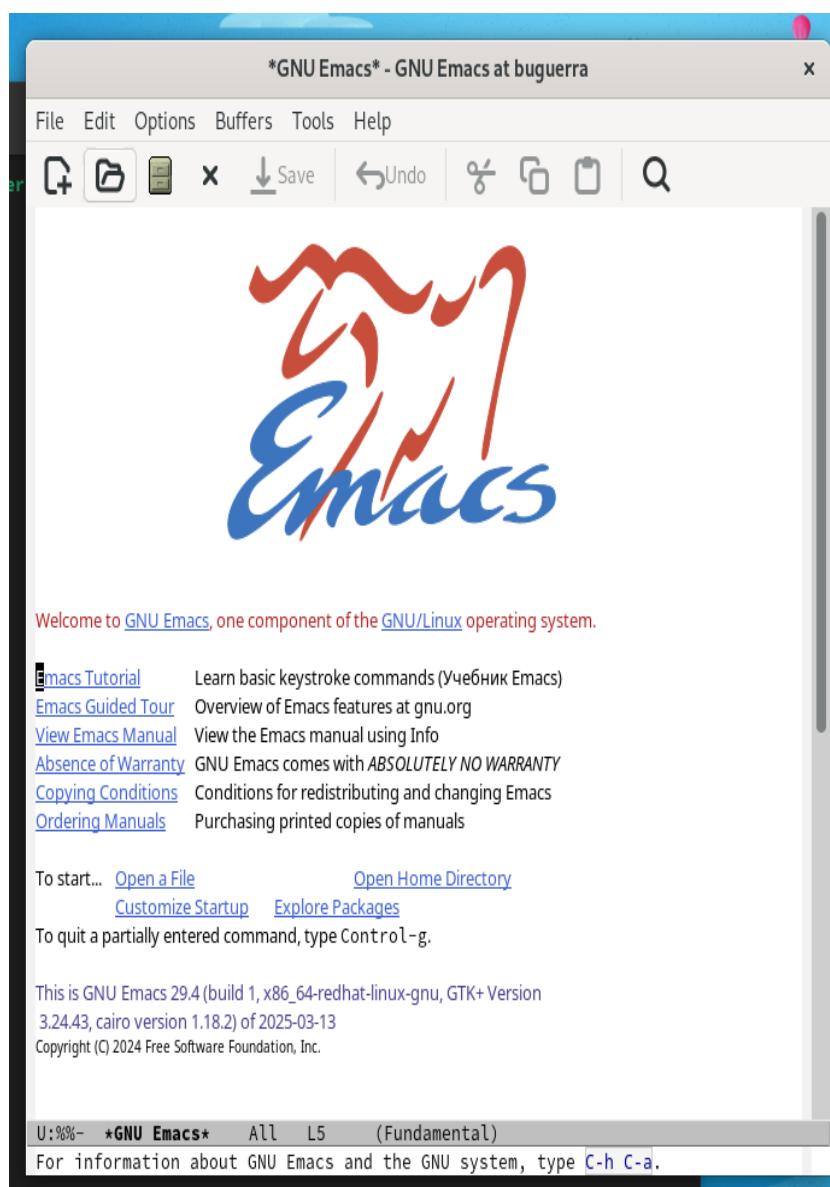 *GNU Emacs* - GNU Emacs at buguerra
File Edit Options Buffers Tools Help
er
Save Undo
Emacs
Welcome to GNU Emacs, one component of the GNU/Linux operating system.
Emacs Tutorial Learn basic keystroke commands (Учебник Emacs)
Emacs Guided Tour Overview of Emacs features at gnu.org
View Emacs Manual View the Emacs manual using Info
Absence of Warranty GNU Emacs comes with ABSOLUTELY NO WARRANTY
Copying Conditions Conditions for redistributing and changing Emacs
Ordering Manuals Purchasing printed copies of manuals
To start... Open a File Open Home Directory
Customize Startup Explore Packages
To quit a partially entered command, type Control-g.
This is GNU Emacs 29.4 (build 1, x86_64-redhat-linux-gnu, GTK+ Version
3.24.43, cairo version 1.18.2) of 2025-03-13
Copyright (C) 2024 Free Software Foundation, Inc.
U:%%- *GNU Emacs* All L5 (Fundamental)
For information about GNU Emacs and the GNU system, type C-h C-a.